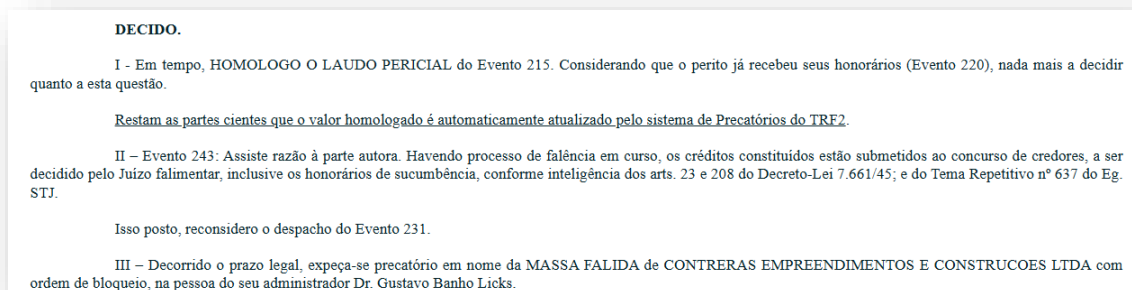 DECIDO.
I - Em tempo, HOMOLOGO O LAUDO PERICIAL do Evento 215. Considerando que o perito já recebeu seus honorários (Evento 220), nada mais a decidir
quanto a esta questão.
Restam as partes cientes que o valor homologado é automaticamente atualizado pelo sistema de Precatórios do TRF2.
II – Evento 243: Assiste razão à parte autora. Havendo processo de falência em curso, os créditos constituídos estão submetidos ao concurso de credores, a ser
decidido pelo Juízo falimentar, inclusive os honorários de sucumbência, conforme inteligência dos arts. 23 e 208 do Decreto-Lei 7.661/45; e do Tema Repetitivo nº 637 do Eg.
STJ.
Isso posto, reconsidero o despacho do Evento 231.
III – Decorrido o prazo legal, expeça-se precatório em nome da MASSA FALIDA de CONTRERAS EMPREENDIMENTOS E CONSTRUCOES LTDA com
ordem de bloqueio, na pessoa do seu administrador Dr. Gustavo Banho Licks.